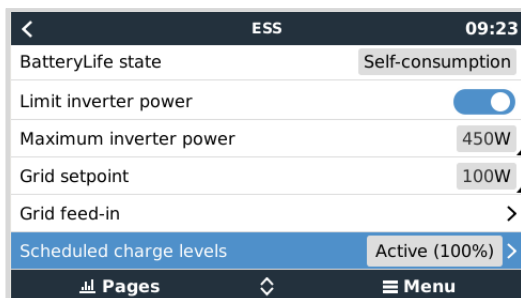 ESS 09:23
BatteryLife state Self-consumption
Limit inverter power
Maximum inverter power 450W
Grid setpoint 100W
Grid feed-in
Scheduled charge levels Active (100%)
Pages Menu